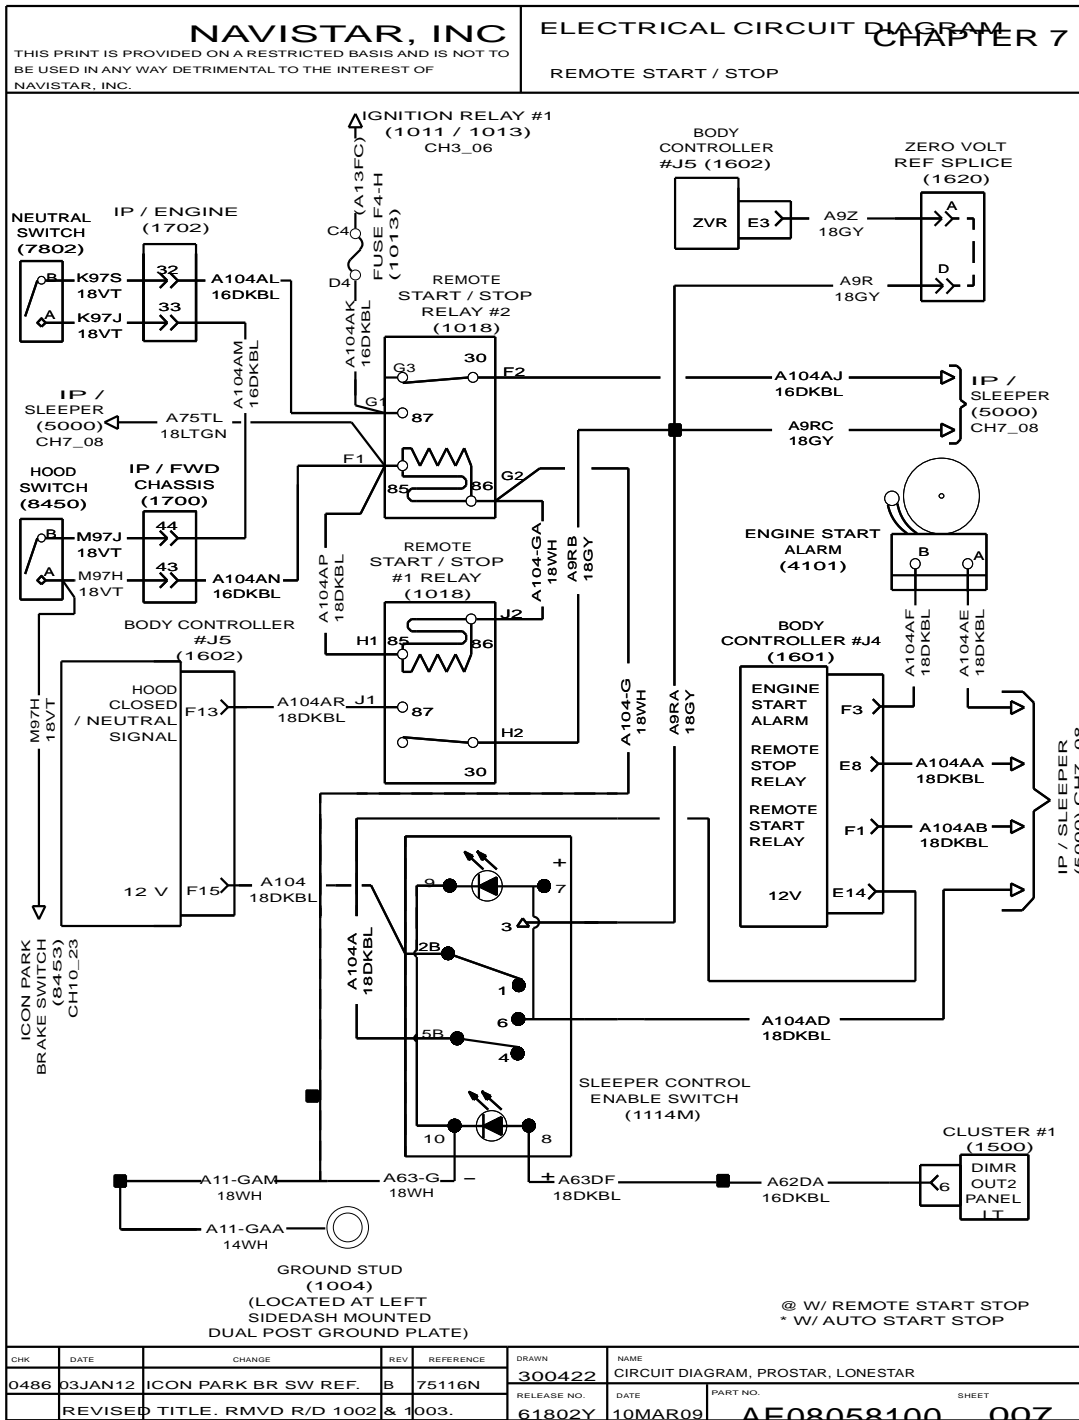 NAVISTAR, INC
THIS PRINT IS PROVIDED ON A RESTRICTED BASIS AND IS NOT TO
BE USED IN ANY WAY DETRIMENTAL TO THE INTEREST OF
NAVISTAR, INC.
ELECTRICAL CIRCUIT DIAGRAM
CHAPTER 7
REMOTE START / STOP
IGNITION RELAY #1
(1011 / 1013)
CH3_06
(A13FC)
FUSE F4-H
(1013)
C4
D4
A104AK
16DKBL
BODY
CONTROLLER
#J5 (1602)
ZVR
E3
A9Z
18GY
ZERO VOLT
REF SPLICE
(1620)
A
D
A9R
18GY
NEUTRAL
SWITCH
(7802)
B
A
K97S
18VT
K97J
18VT
IP / ENGINE
(1702)
32
33
A104AL
16DKBL
A104AM
16DKBL
REMOTE
START / STOP
RELAY #2
(1018)
G3
30
F2
G1
87
F1
85
86
G2
A104AJ
16DKBL
A9RC
18GY
IP /
SLEEPER
(5000)
CH7_08
IP /
SLEEPER
(5000)
CH7_08
A75TL
18LTGN
HOOD
SWITCH
(8450)
B
A
M97J
18VT
M97H
18VT
IP / FWD
CHASSIS
(1700)
44
43
A104AN
16DKBL
A104AP
18DKBL
A104-GA
18WH
A9RB
18GY
ENGINE START
ALARM
(4101)
B
A
A104AF
18DKBL
A104AE
18DKBL
REMOTE
START / STOP
#1 RELAY
(1018)
H1
85
86
J2
J1
87
H2
30
BODY CONTROLLER
#J5
(1602)
HOOD
CLOSED
/ NEUTRAL
SIGNAL
F13
A104AR
18DKBL
12 V
F15
A104
18DKBL
M97H
18VT
ICON PARK
BRAKE SWITCH
(8453)
CH10_23
A104-G
18WH
A9RA
18GY
BODY
CONTROLLER #J4
(1601)
ENGINE
START
ALARM
F3
REMOTE
STOP
RELAY
E8
A104AA
18DKBL
REMOTE
START
RELAY
F1
A104AB
18DKBL
12V
E14
IP / SLEEPER
(5000) CH7_08
A104A
18DKBL
9
+
7
3
2B
1
6
5B
4
10
8
A104AD
18DKBL
SLEEPER CONTROL
ENABLE SWITCH
(1114M)
A11-GAM
18WH
A63-G
18WH
−
+
A63DF
18DKBL
A62DA
16DKBL
CLUSTER #1
(1500)
6
DIMR
OUT2
PANEL
LT
A11-GAA
14WH
GROUND STUD
(1004)
(LOCATED AT LEFT
SIDEDASH MOUNTED
DUAL POST GROUND PLATE)
@ W/ REMOTE START STOP
* W/ AUTO START STOP
CHK DATE CHANGE REV REFERENCE
0486 03JAN12 ICON PARK BR SW REF. B 75116N
REVISED TITLE. RMVD R/D 1002 & 1003.
DRAWN
300422
NAME
CIRCUIT DIAGRAM, PROSTAR, LONESTAR
RELEASE NO.
61802Y
DATE
10MAR09
PART NO.
AE08058100
SHEET
007